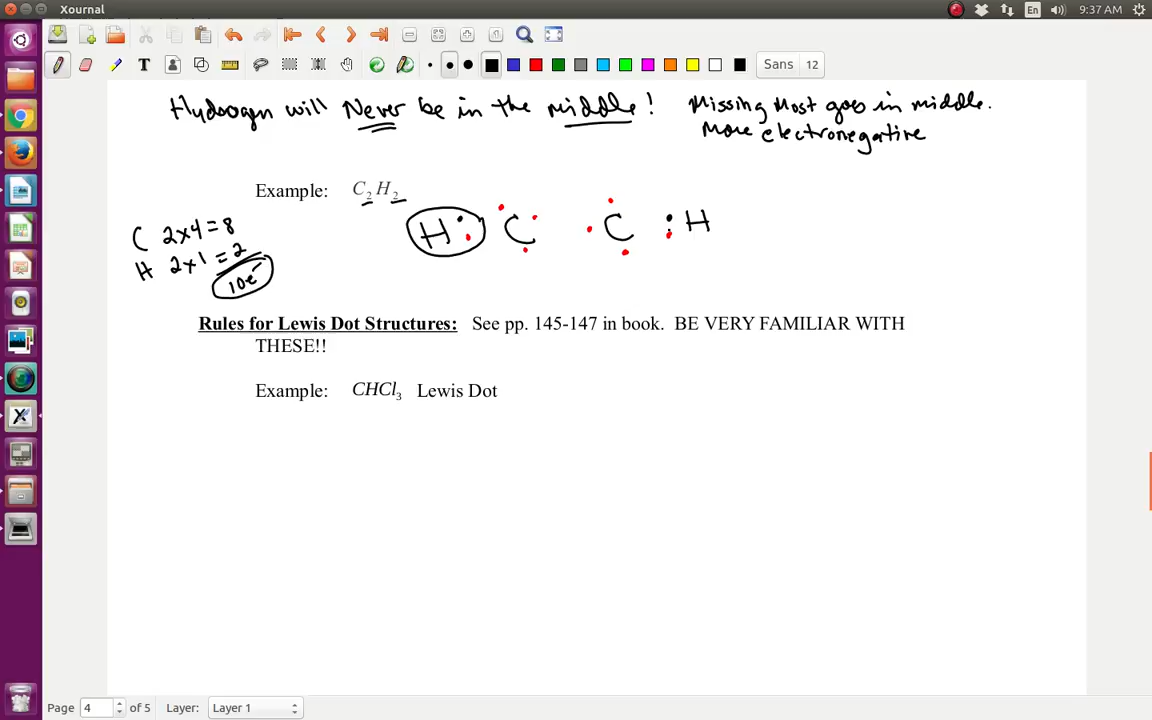 Xournal
En
9:37 AM
Sans 12
Hydrogen will Never be in the middle! Missing Most goes in middle.
More electronegative
Example: C2H2
H C C H
C 2x4=8
H 2x1=2
10e-
Rules for Lewis Dot Structures: See pp. 145-147 in book. BE VERY FAMILIAR WITH
THESE!!
Example: CHCl3 Lewis Dot
Page 4 of 5 Layer: Layer 1